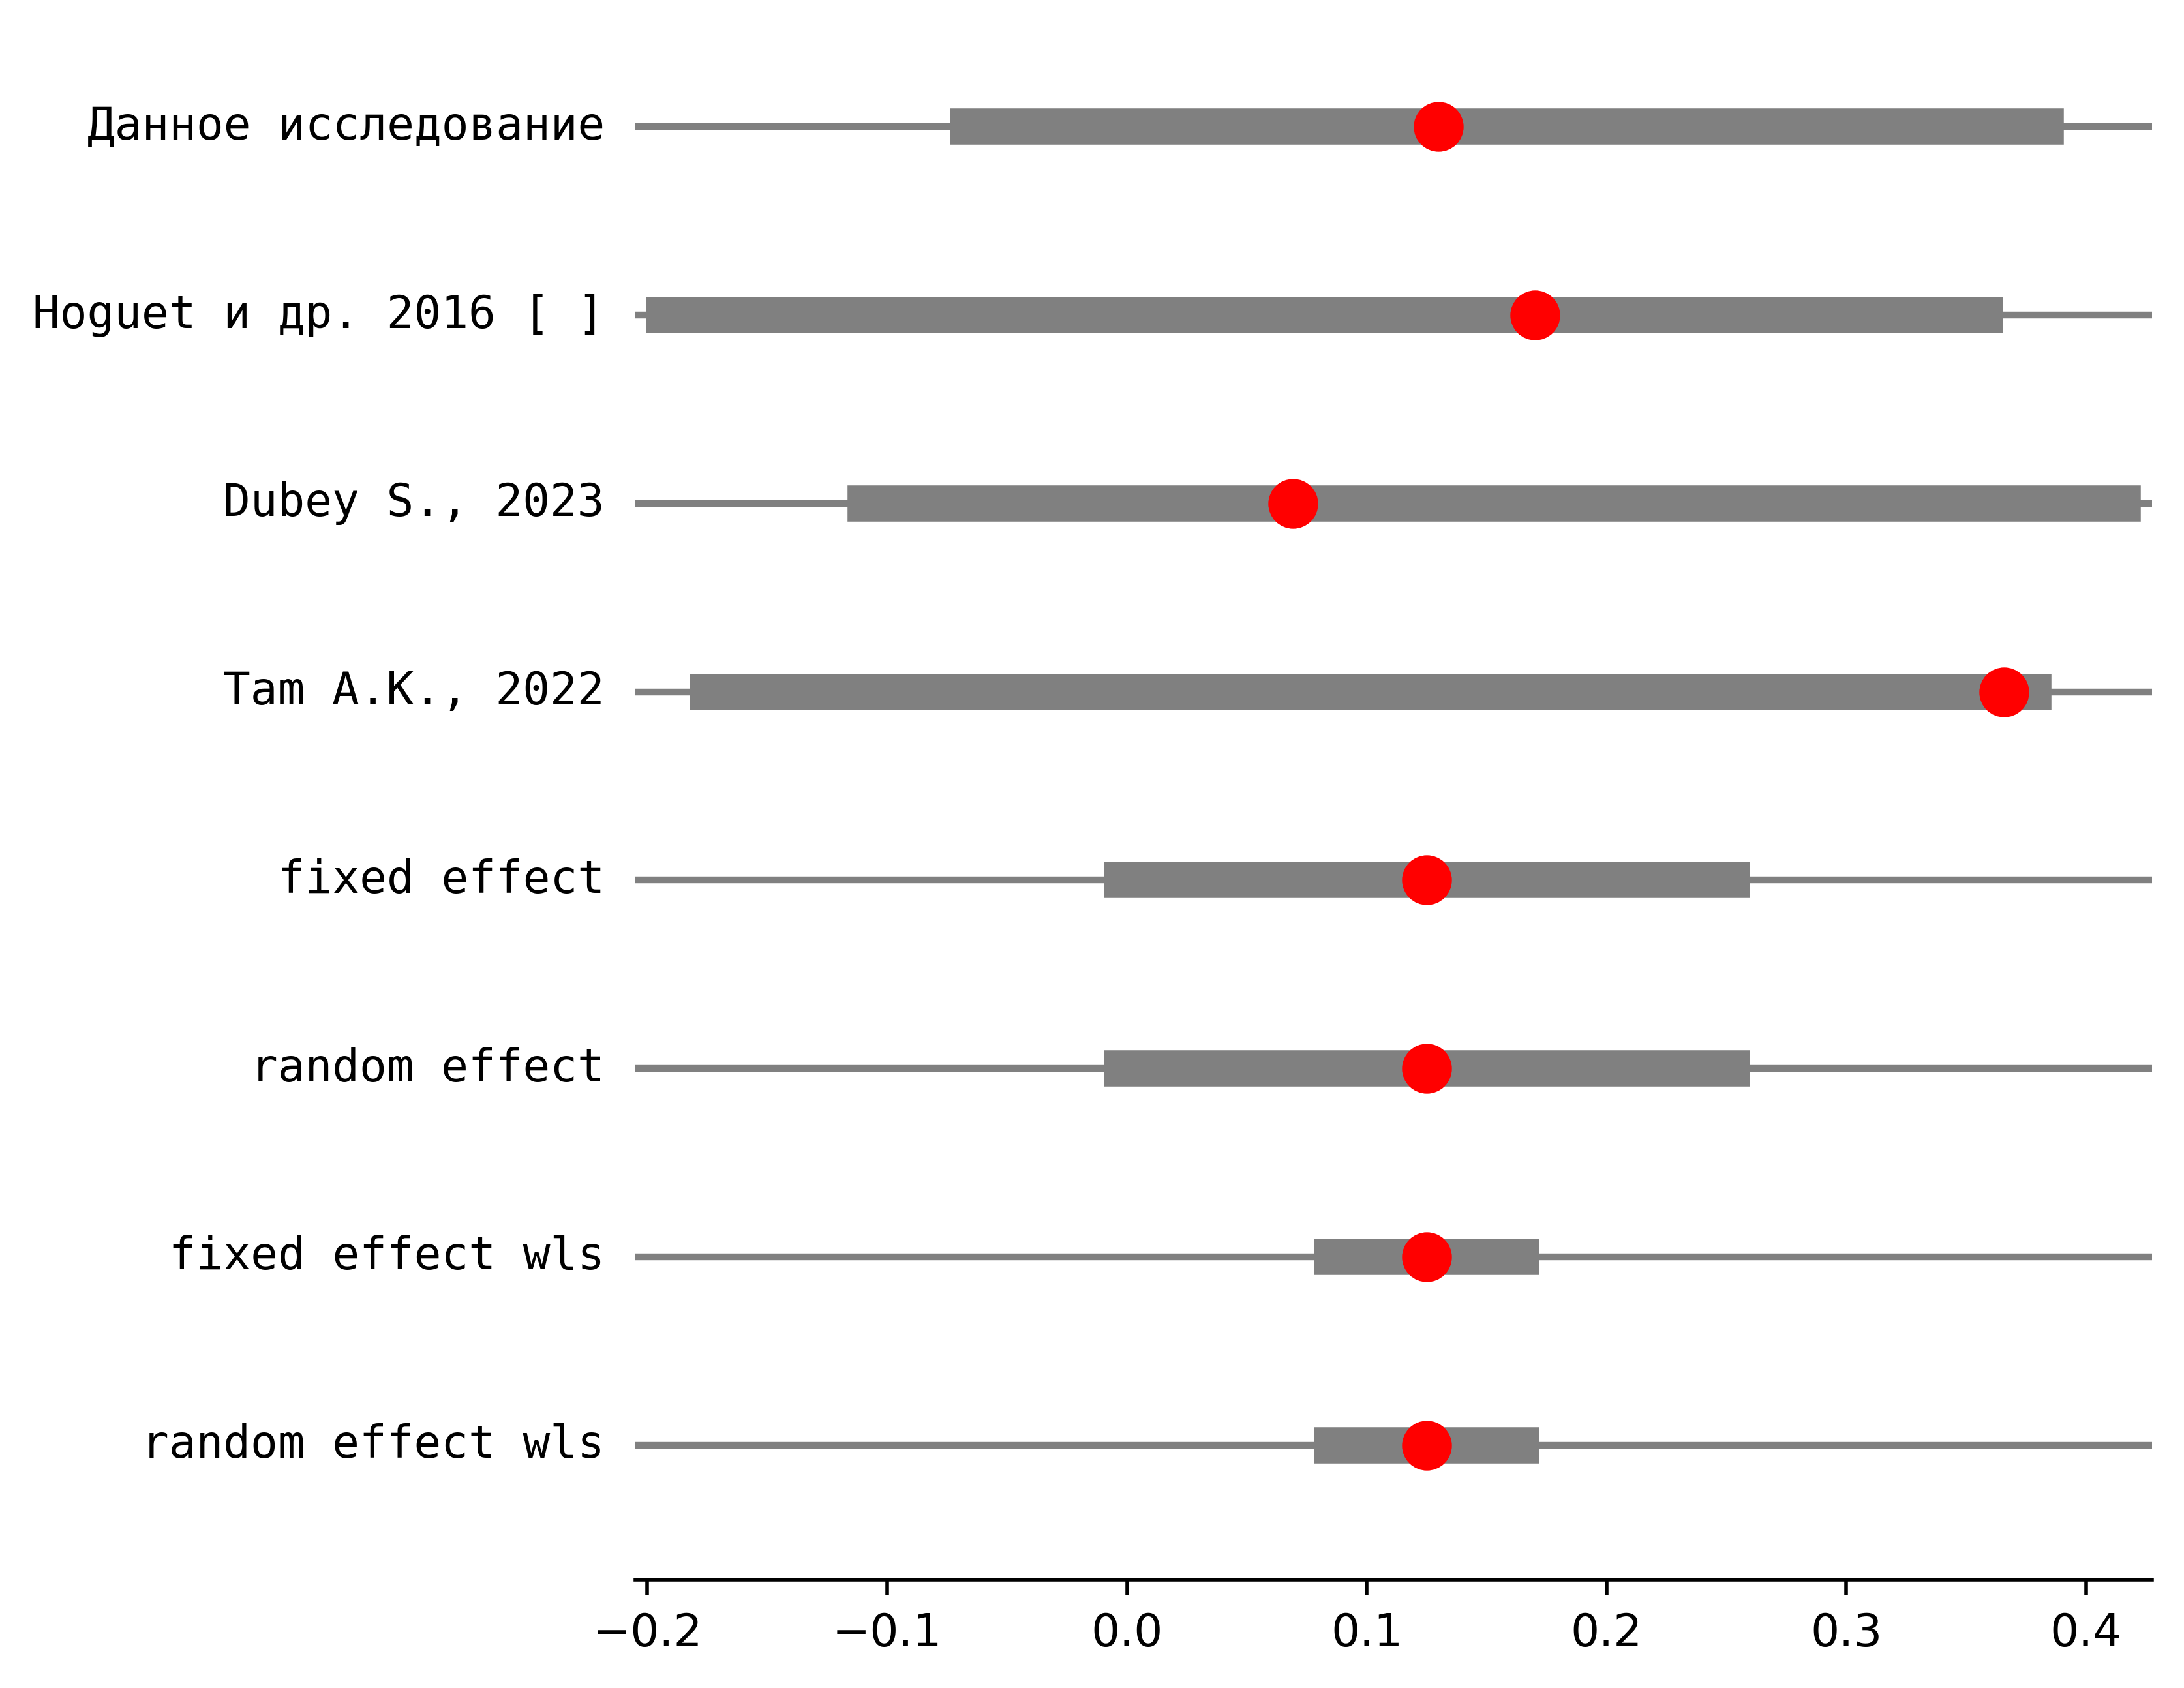 Данное исследование
Hoguet и др. 2016 [ ]
Dubey S., 2023
Tam A.K., 2022
fixed effect
random effect
fixed effect wls
random effect wls
−0.2 −0.1 0.0 0.1 0.2 0.3 0.4